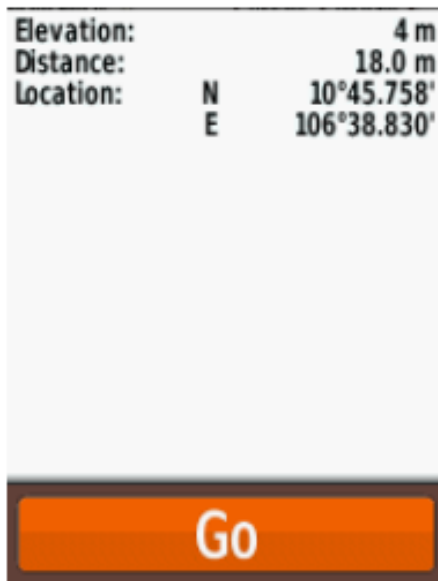 Elevation: 4 m
Distance: 18.0 m
Location: N 10°45.758'
E 106°38.830'
Go